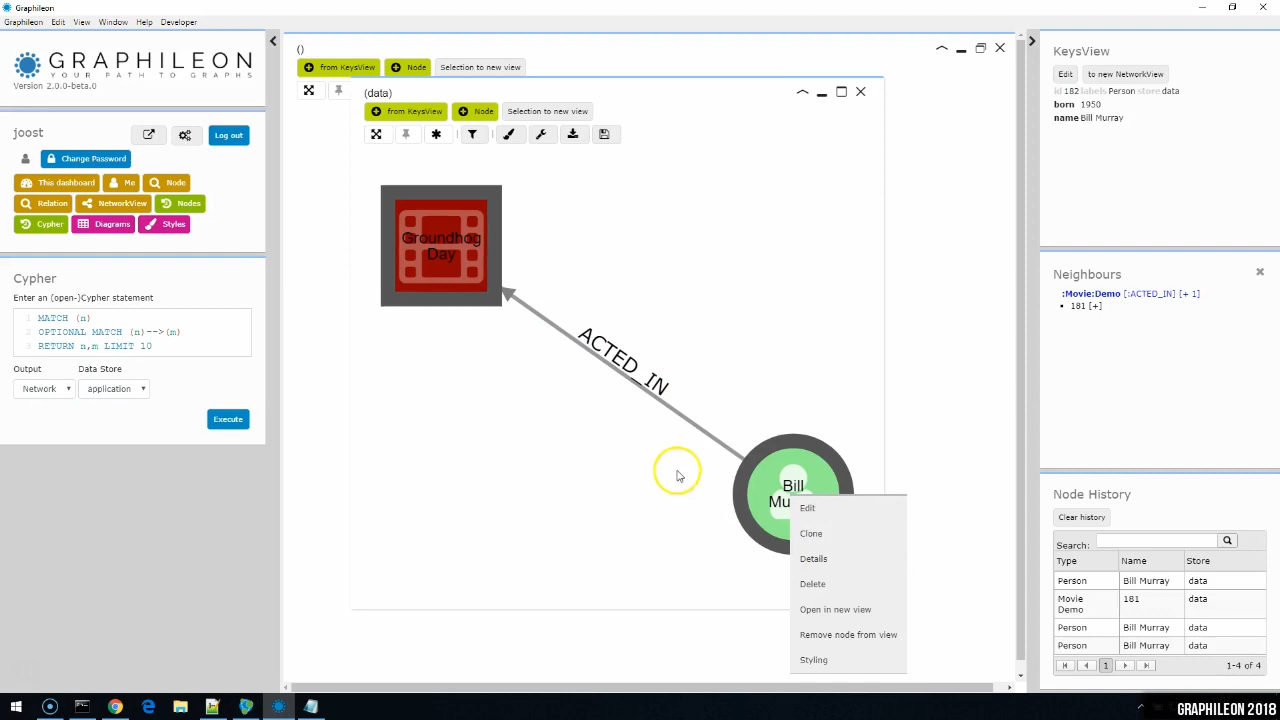 Graphileon
Graphileon Edit View Window Help Developer
GRAPHILEON
YOUR PATH TO GRAPHS
Version 2.0.0-beta.0
joost
Log out
Change Password
This dashboard Me Node
Relation NetworkView Nodes
Cypher Diagrams Styles
Cypher
Enter an (open-)Cypher statement
1 MATCH (n)
2 OPTIONAL MATCH (n)-->(m)
3 RETURN n,m LIMIT 10
Output Data Store
Network application
Execute
()
from KeysView Node Selection to new view
(data)
from KeysView Node Selection to new view
Groundhog
Day
ACTED_IN
Bill
Mu
Edit
Clone
Details
Delete
Open in new view
Remove node from view
Styling
KeysView
Edit to new NetworkView
id 182 labels Person store data
born 1950
name Bill Murray
Neighbours
:Movie:Demo [:ACTED_IN] [+ 1]
• 181 [+]
Node History
Clear history
Search:
Type Name Store
Person Bill Murray data
Movie 181 data
Demo
Person Bill Murray data
Person Bill Murray data
1 1-4 of 4
GRAPHILEON 2018